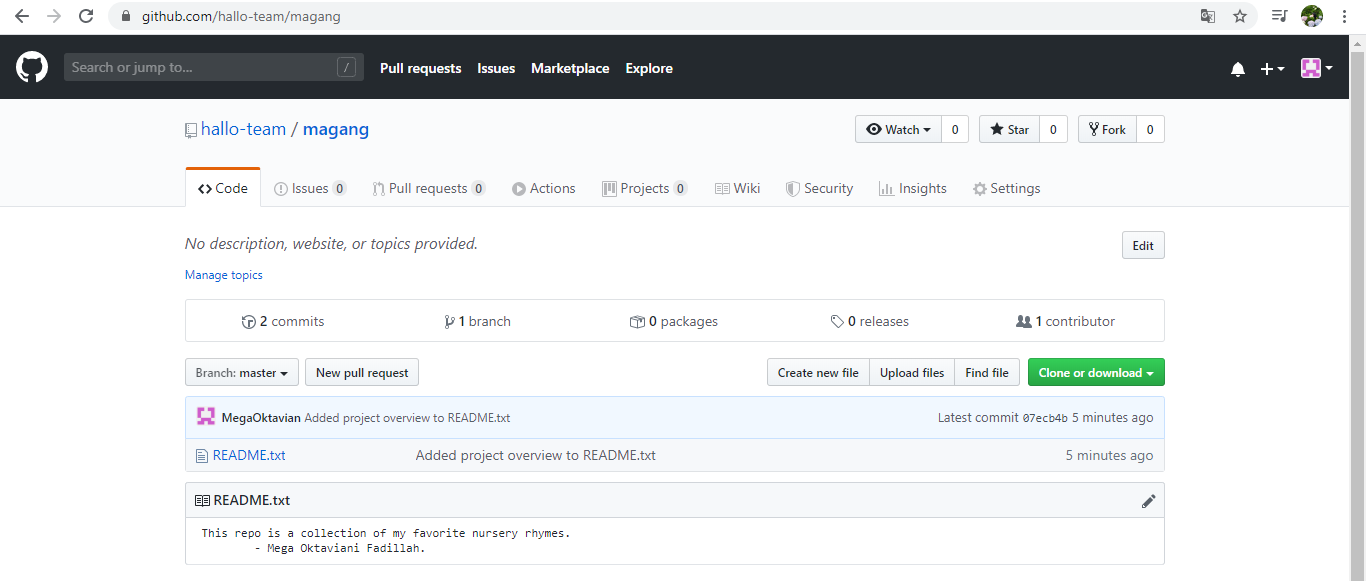 github.com/hallo-team/magang
Search or jump to... / Pull requests Issues Marketplace Explore
hallo-team / magang Watch 0 Star 0 Fork 0
Code Issues 0 Pull requests 0 Actions Projects 0 Wiki Security Insights Settings
No description, website, or topics provided. Edit
Manage topics
2 commits 1 branch 0 packages 0 releases 1 contributor
Branch: master New pull request Create new file Upload files Find file Clone or download
MegaOktavian Added project overview to README.txt Latest commit 07ecb4b 5 minutes ago
README.txt Added project overview to README.txt 5 minutes ago
README.txt
This repo is a collection of my favorite nursery rhymes.
- Mega Oktaviani Fadillah.